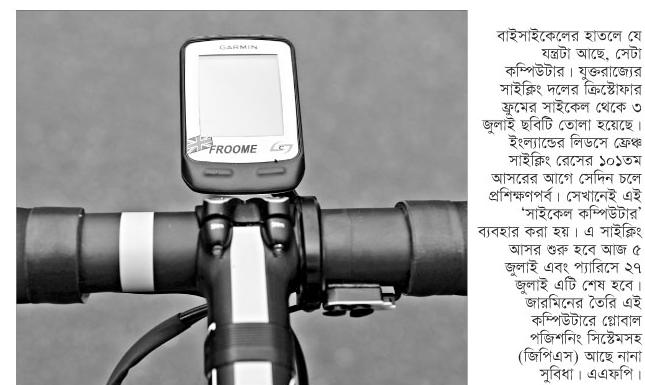 GARMIN
FROOME
বাইসাইকেলের হাতলে যে
যন্ত্রটা আছে, সেটা
কম্পিউটার। যুক্তরাজ্যের
সাইক্লিং দলের ক্রিস্টোফার
ফ্রুমের সাইকেল থেকে ৩
জুলাই ছবিটি তোলা হয়েছে।
ইংল্যান্ডের লিডসে ফ্রেঞ্চ
সাইক্লিং রেসের ১০১তম
আসরের আগে সেদিন চলে
প্রশিক্ষণপর্ব। সেখানেই এই
‘সাইকেল কম্পিউটার’
ব্যবহার করা হয়। এ সাইক্লিং
আসর শুরু হবে আজ ৫
জুলাই এবং প্যারিসে ২৭
জুলাই এটি শেষ হবে।
জারমিনের তৈরি এই
কম্পিউটারে গ্লোবাল
পজিশনিং সিস্টেমসহ
(জিপিএস) আছে নানা
সুবিধা। এএফপি।